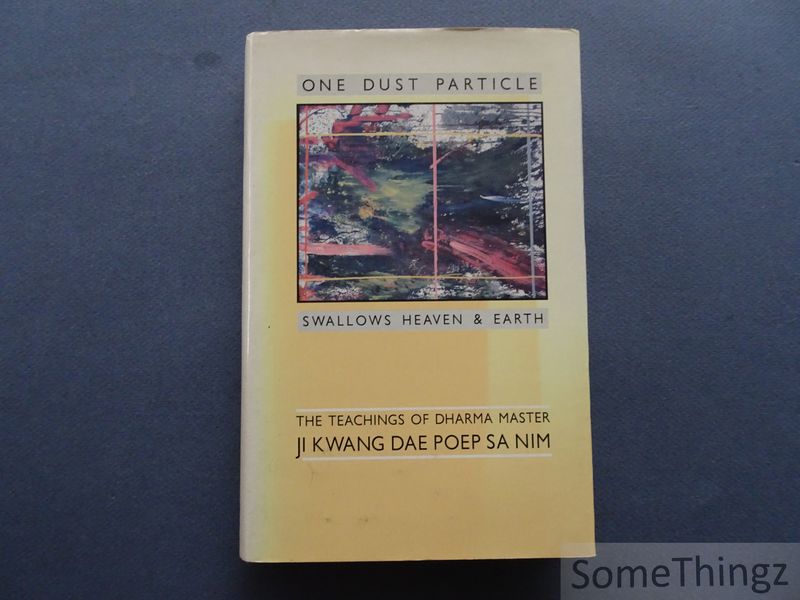 ONE DUST PARTICLE
SWALLOWS HEAVEN & EARTH
THE TEACHINGS OF DHARMA MASTER
JI KWANG DAE POEP SA NIM
SomeThingz